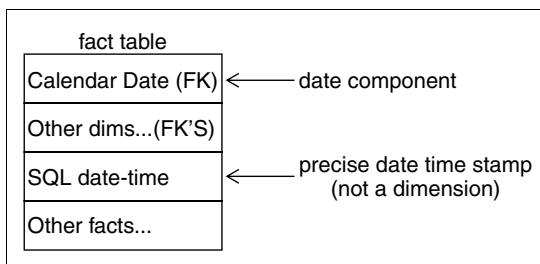 fact table
Calendar Date (FK)
date component
Other dims...(FK'S)
SQL date-time
precise date time stamp
(not a dimension)
Other facts...